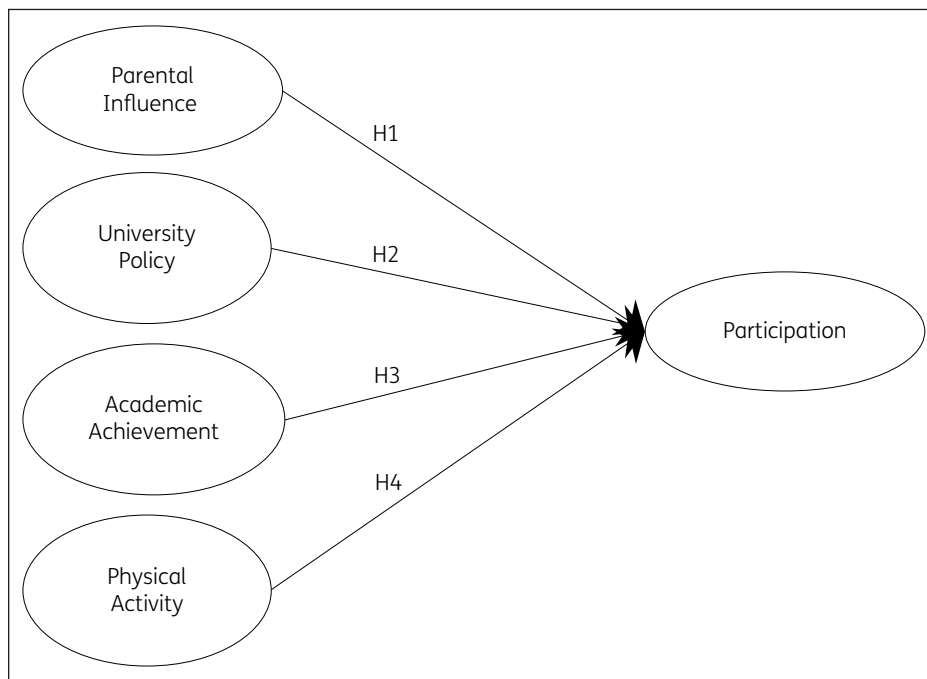 Parental
Influence
H1
University
Policy
H2
Participation
H3
Academic
Achievement
H4
Physical
Activity